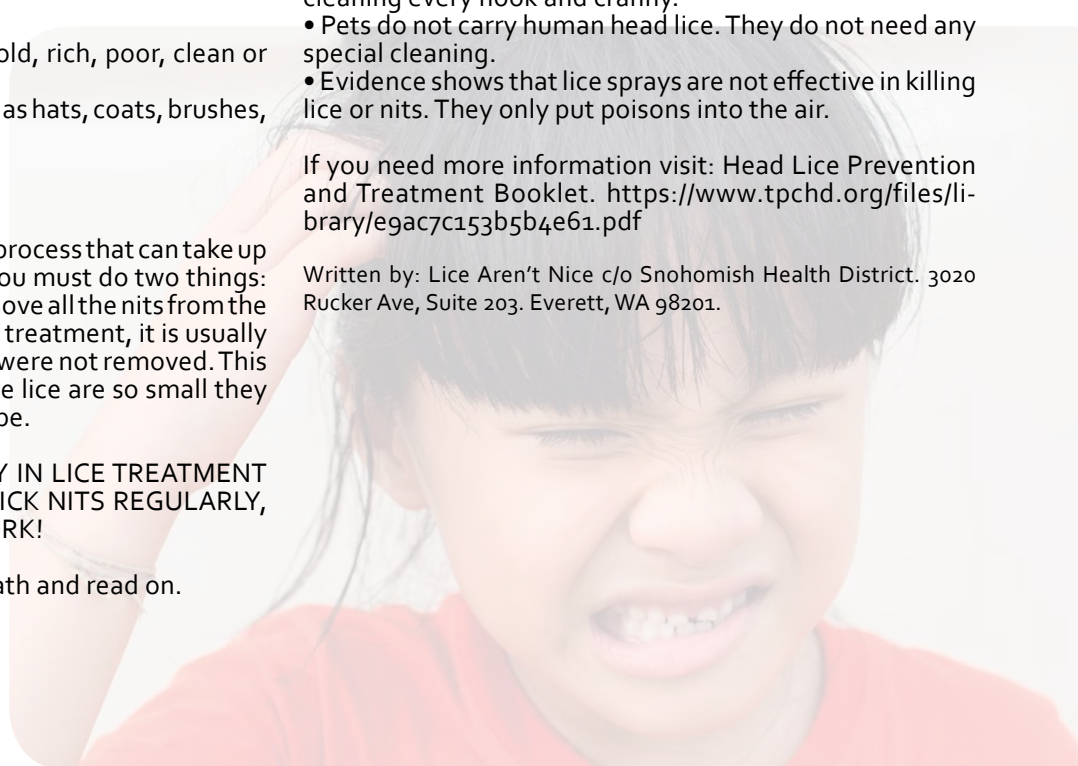 old, rich, poor, clean or
as hats, coats, brushes,
process that can take up
ou must do two things:
ove all the nits from the
treatment, it is usually
were not removed. This
e lice are so small they
be.
Y IN LICE TREATMENT
ICK NITS REGULARLY,
RK!
ath and read on.
cleaning every nook and cranny.
• Pets do not carry human head lice. They do not need any
special cleaning.
• Evidence shows that lice sprays are not effective in killing
lice or nits. They only put poisons into the air.
If you need more information visit: Head Lice Prevention
and Treatment Booklet. https://www.tpchd.org/files/li-
brary/e9ac7c153b5b4e61.pdf
Written by: Lice Aren't Nice c/o Snohomish Health District. 3020
Rucker Ave, Suite 203. Everett, WA 98201.